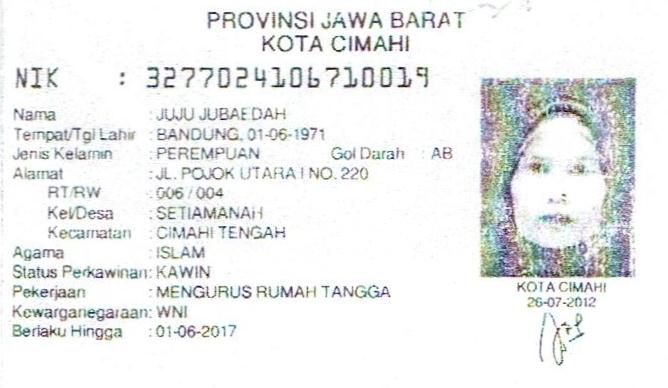 PROVINSI JAWA BARAT
KOTA CIMAHI
NIK : 3277024106710019
Nama : JUJU JUBAEDAH
Tempat/Tgl Lahir : BANDUNG, 01-06-1971
Jenis Kelamin : PEREMPUAN Gol Darah : AB
Alamat : JL. POJOK UTARA I NO. 220
RT/RW : 006 / 004
Kel/Desa : SETIAMANAH
Kecamatan : CIMAHI TENGAH
Agama : ISLAM
Status Perkawinan: KAWIN
Pekerjaan : MENGURUS RUMAH TANGGA
Kewarganegaraan: WNI
Berlaku Hingga : 01-06-2017
KOTA CIMAHI
26-07-2012